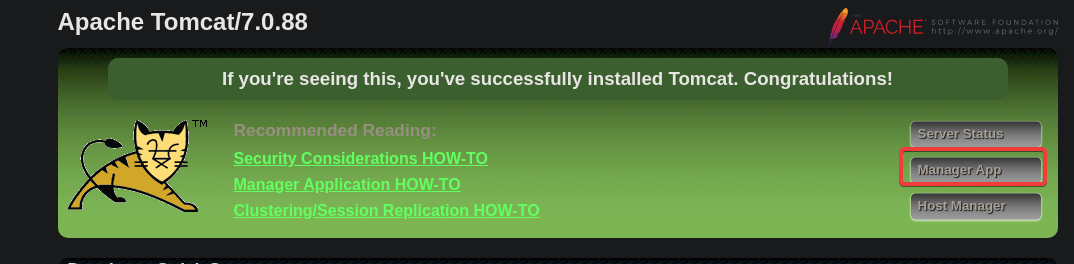 Apache Tomcat/7.0.88
APACHE
SOFTWARE FOUNDATION
http://www.apache.org/
If you're seeing this, you've successfully installed Tomcat. Congratulations!
TM
Recommended Reading:
Security Considerations HOW-TO
Manager Application HOW-TO
Clustering/Session Replication HOW-TO
Server Status
Manager App
Host Manager